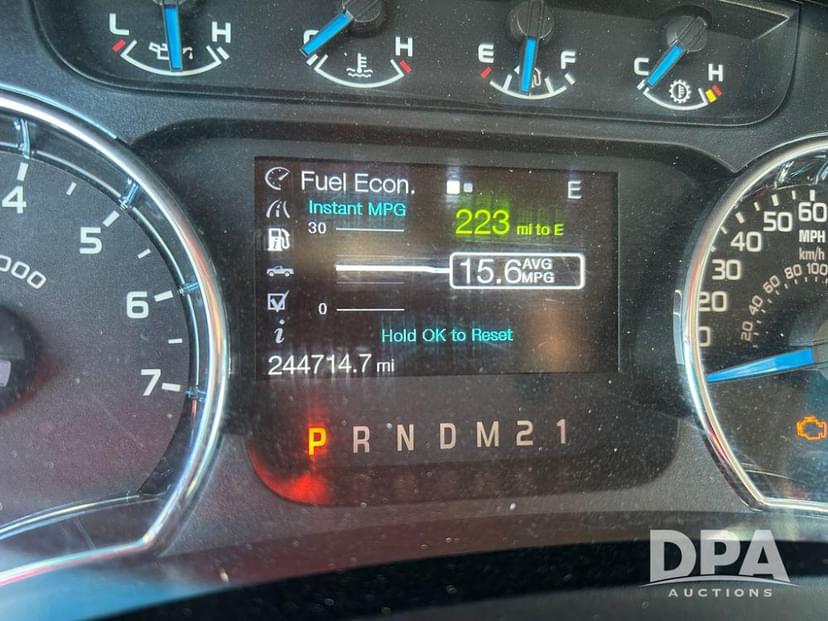 L H
H
E F
C H
Fuel Econ. E
Instant MPG
30
223 mi to E
15.6 AVG MPG
0
Hold OK to Reset
244714.7 mi
P R N D M 2 1
4
5
6
7
000
60
50
40
30
20
0
MPH
km/h
100
80
60
40
20
DPA
AUCTIONS